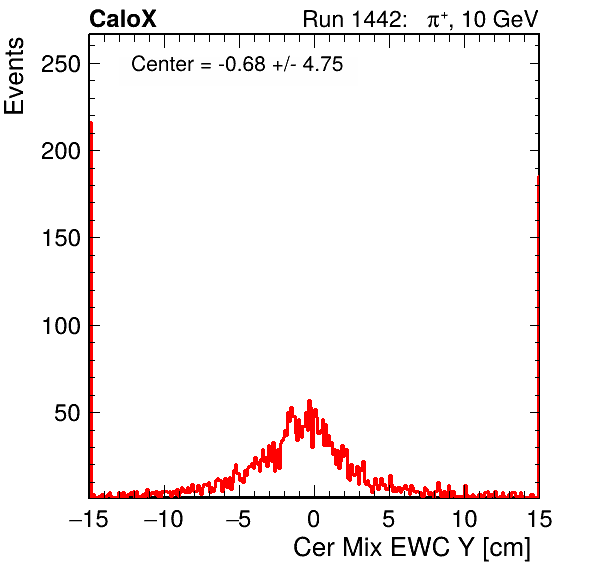 CaloX Run 1442: π⁺, 10 GeV
Events
Center = -0.68 +/- 4.75
250
200
150
100
50
−15 −10 −5 0 5 10 15
Cer Mix EWC Y [cm]